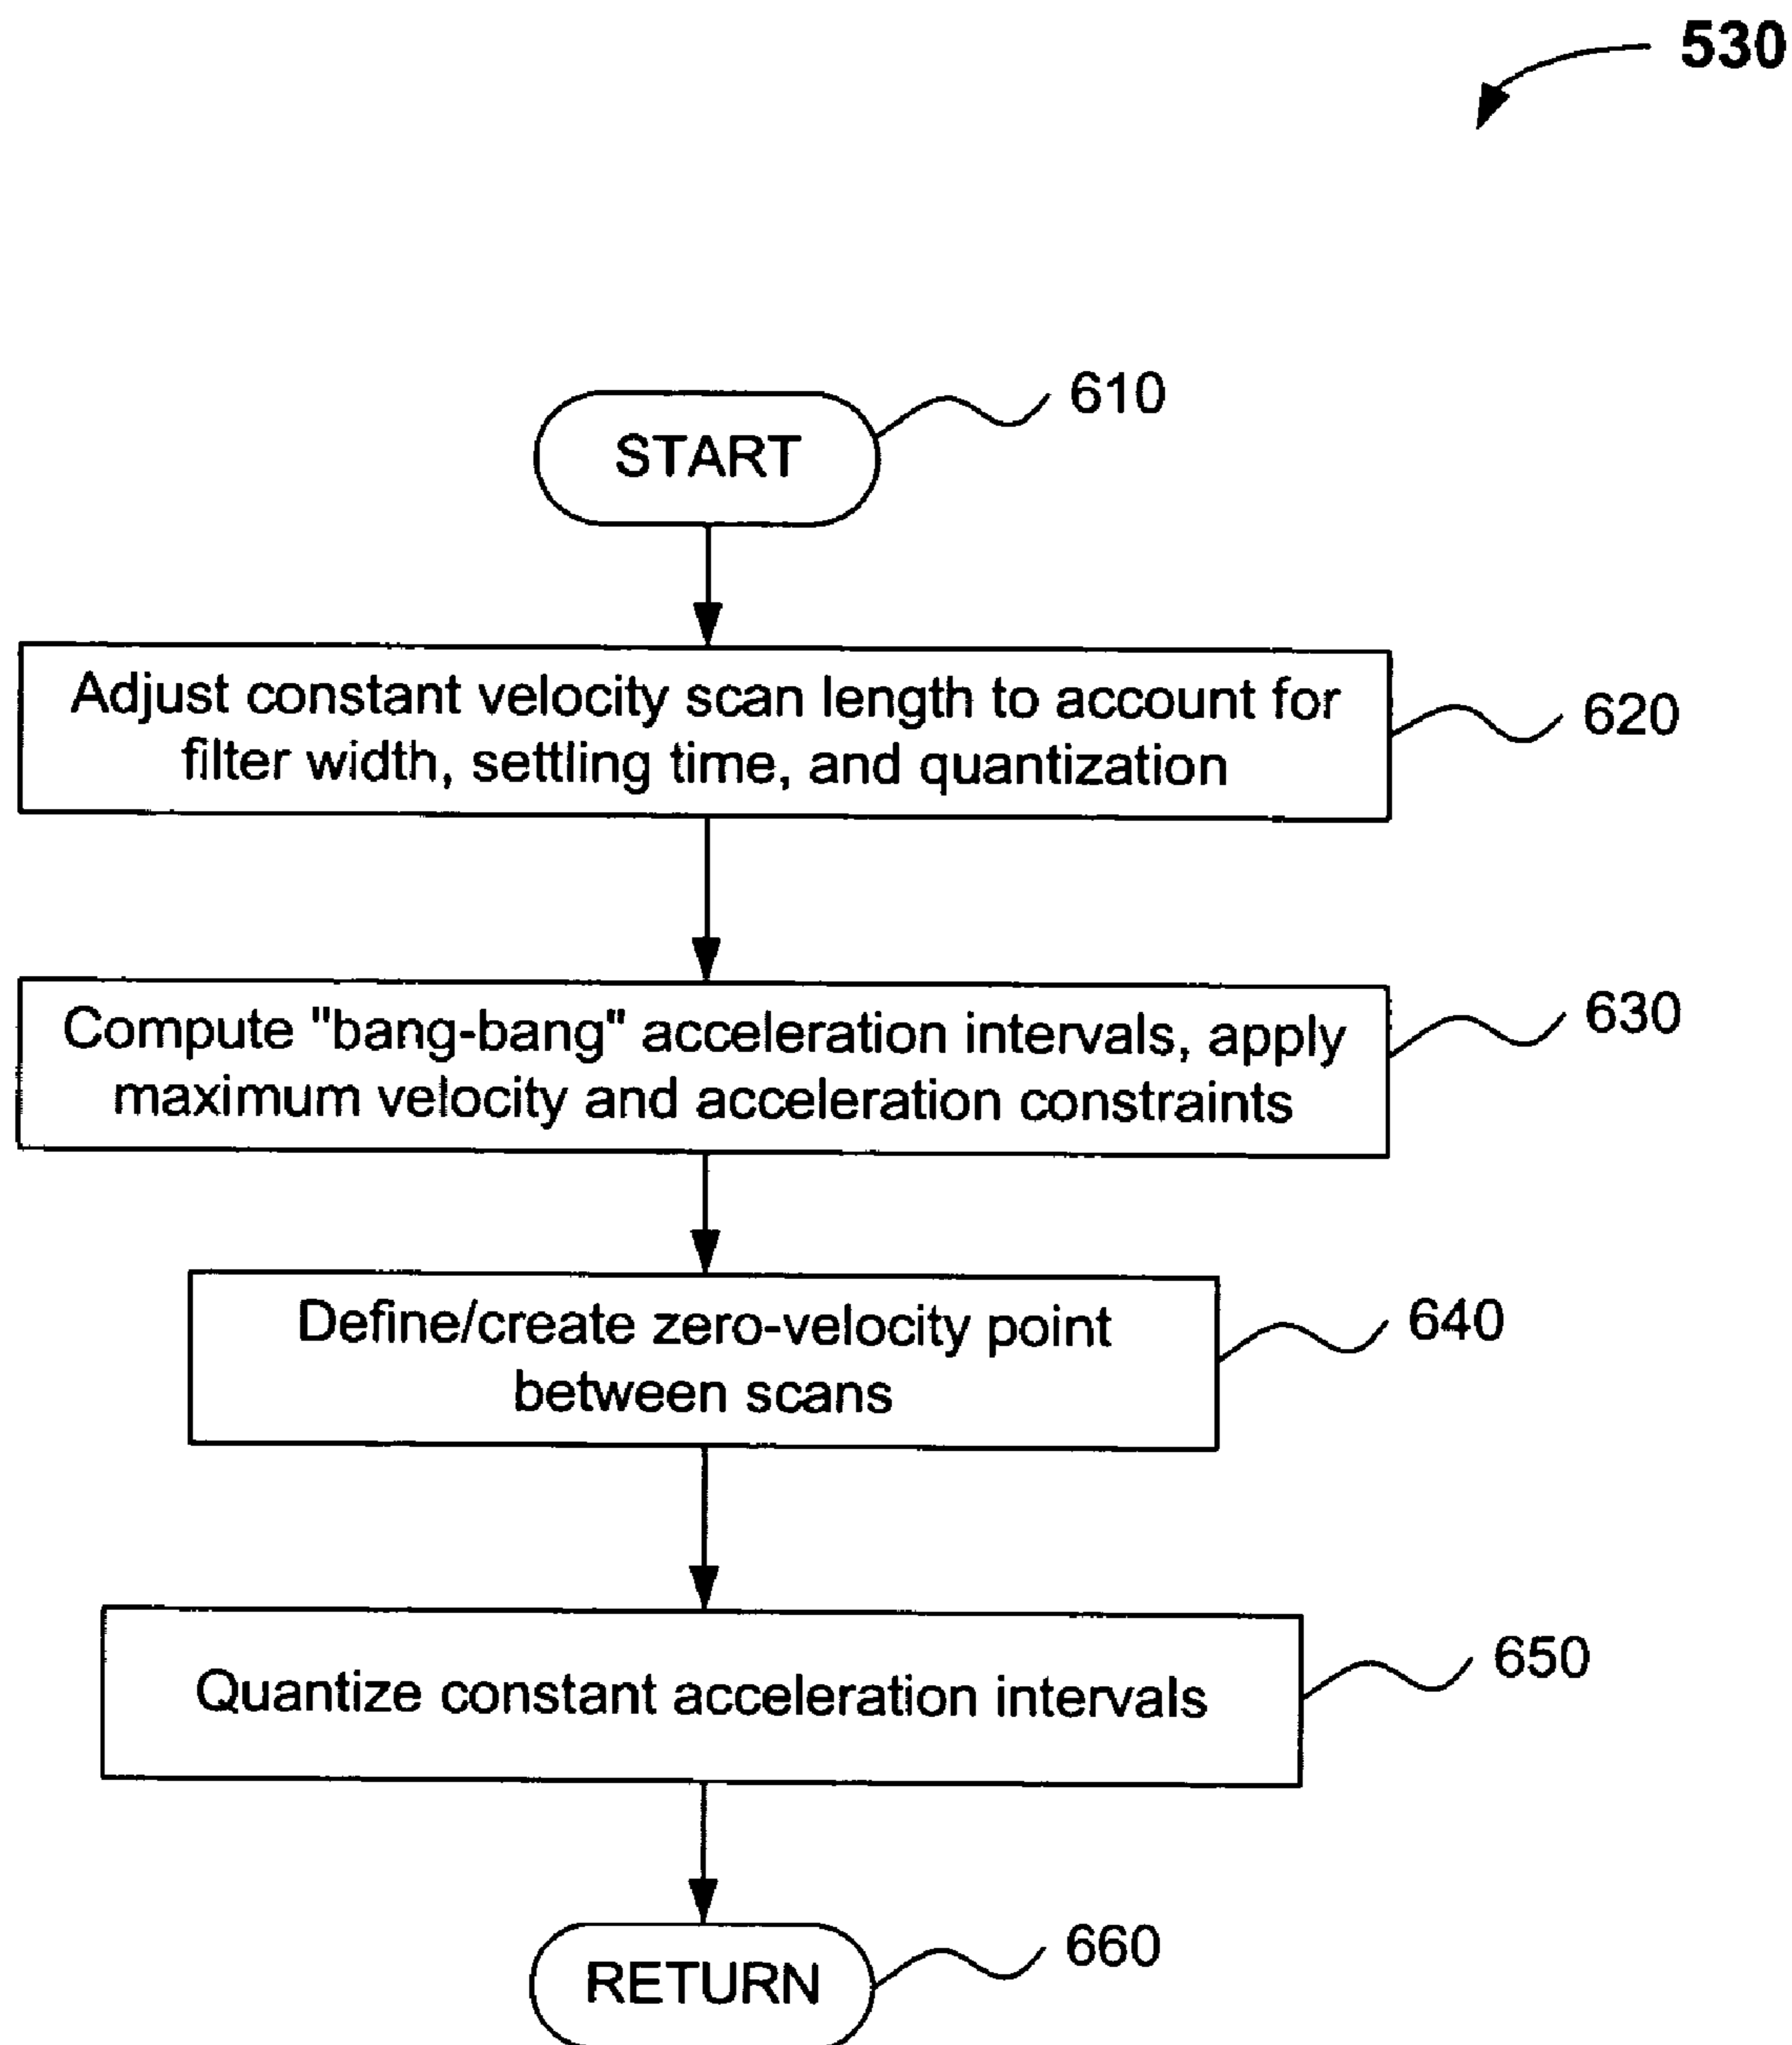 530
START
610
Adjust constant velocity scan length to account for
filter width, settling time, and quantization
620
Compute "bang-bang" acceleration intervals, apply
maximum velocity and acceleration constraints
630
Define/create zero-velocity point
between scans
640
Quantize constant acceleration intervals
650
RETURN
660